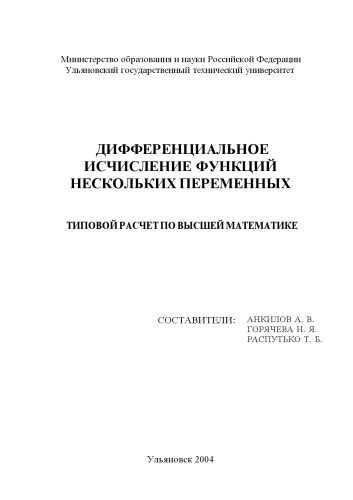 Министерство образования и науки Российской Федерации
Ульяновский государственный технический университет
ДИФФЕРЕНЦИАЛЬНОЕ
ИСЧИСЛЕНИЕ ФУНКЦИЙ
НЕСКОЛЬКИХ ПЕРЕМЕННЫХ
ТИПОВОЙ РАСЧЕТ ПО ВЫСШЕЙ МАТЕМАТИКЕ
СОСТАВИТЕЛИ: АНКИЛОВ А. В.
ГОРЯЧЕВА Н. Я.
РАСПУТЬКО Т. Б.
Ульяновск 2004